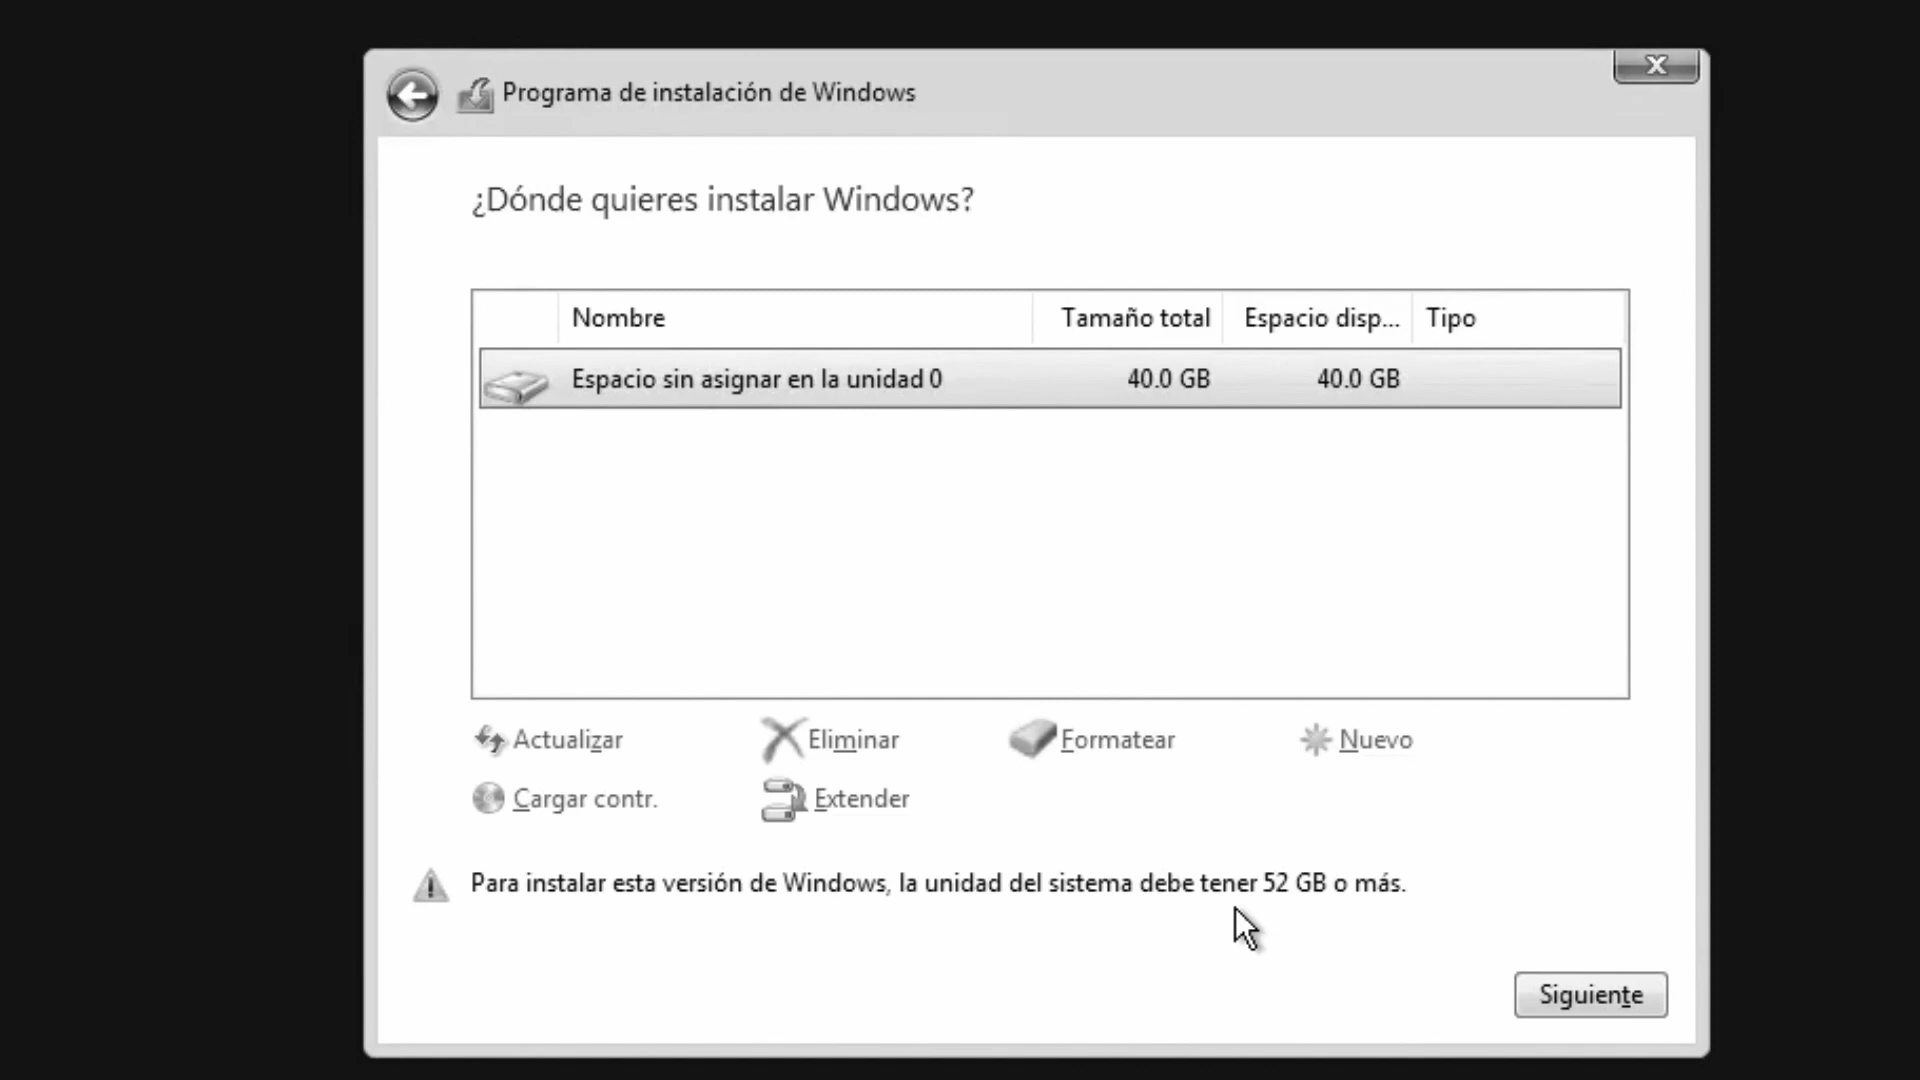 Programa de instalación de Windows
¿Dónde quieres instalar Windows?
Nombre Tamaño total Espacio disp... Tipo
Espacio sin asignar en la unidad 0 40.0 GB 40.0 GB
Actualizar Eliminar Formatear Nuevo
Cargar contr. Extender
Para instalar esta versión de Windows, la unidad del sistema debe tener 52 GB o más.
Siguiente